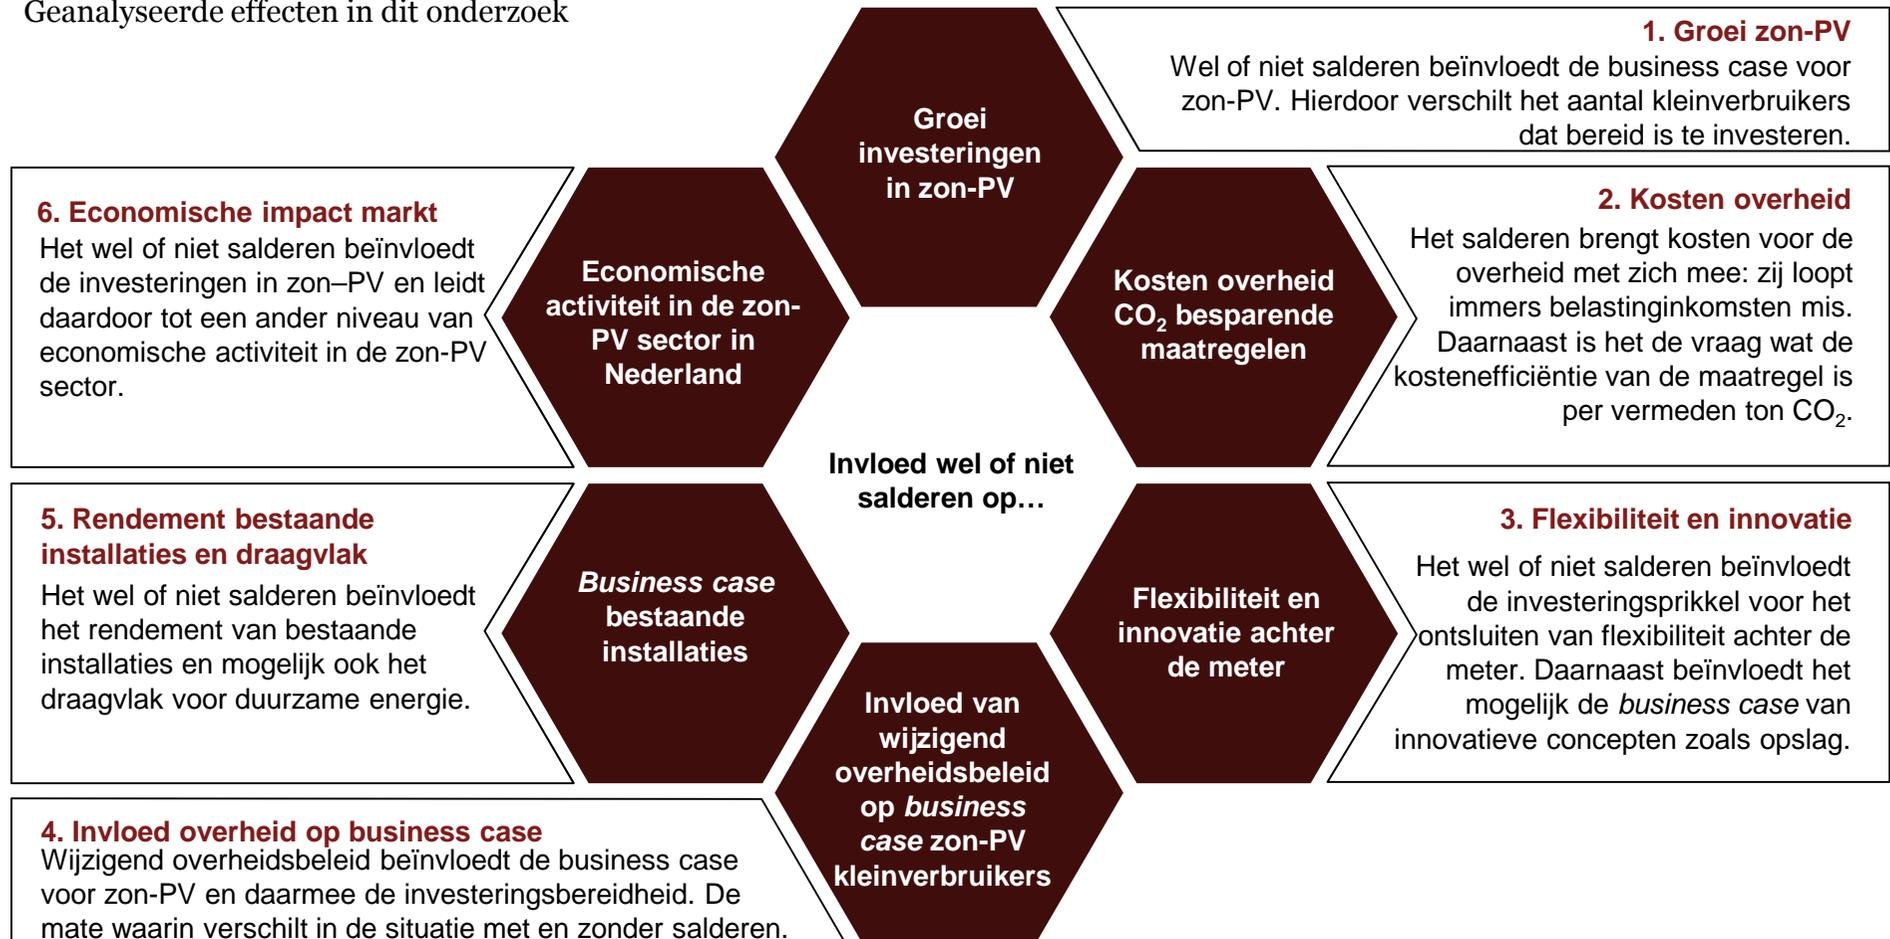 Geanalyseerde effecten in dit onderzoek
Groei
investeringen
in zon-PV
1. Groei zon-PV
Wel of niet salderen beïnvloedt de business case voor
zon-PV. Hierdoor verschilt het aantal kleinverbruikers
dat bereid is te investeren.
Kosten overheid
CO₂ besparende
maatregelen
2. Kosten overheid
Het salderen brengt kosten voor de
overheid met zich mee: zij loopt
immers belastinginkomsten mis.
Daarnaast is het de vraag wat de
kostenefficiëntie van de maatregel is
per vermeden ton CO₂.
Flexibiliteit en
innovatie achter
de meter
3. Flexibiliteit en innovatie
Het wel of niet salderen beïnvloedt
de investeringsprikkel voor het
ontsluiten van flexibiliteit achter de
meter. Daarnaast beïnvloedt het
mogelijk de business case van
innovatieve concepten zoals opslag.
Invloed van
wijzigend
overheidsbeleid
op business
case zon-PV
kleinverbruikers
4. Invloed overheid op business case
Wijzigend overheidsbeleid beïnvloedt de business case
voor zon-PV en daarmee de investeringsbereidheid. De
mate waarin verschilt in de situatie met en zonder salderen.
Business case
bestaande
installaties
5. Rendement bestaande
installaties en draagvlak
Het wel of niet salderen beïnvloedt
het rendement van bestaande
installaties en mogelijk ook het
draagvlak voor duurzame energie.
Economische
activiteit in de zon-
PV sector in
Nederland
6. Economische impact markt
Het wel of niet salderen beïnvloedt
de investeringen in zon–PV en leidt
daardoor tot een ander niveau van
economische activiteit in de zon-PV
sector.
Invloed wel of niet
salderen op…